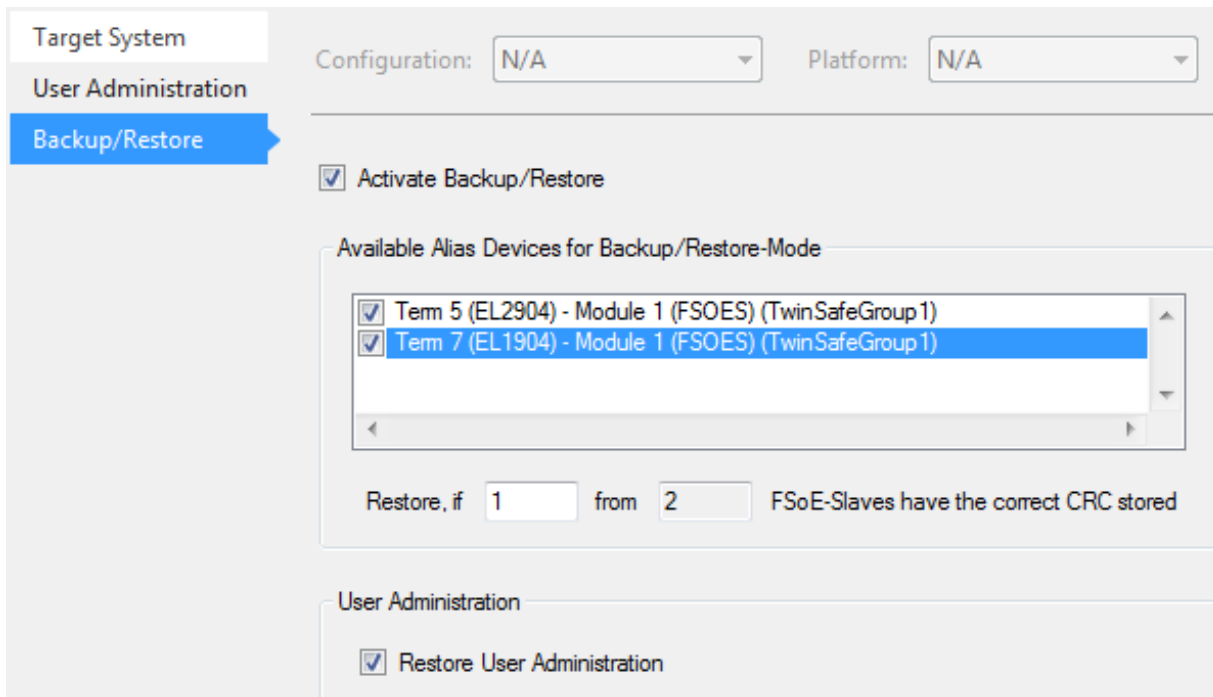 Target System
User Administration
Backup/Restore
Configuration: N/A Platform: N/A
Activate Backup/Restore
Available Alias Devices for Backup/Restore-Mode
Term 5 (EL2904) - Module 1 (FSOES) (TwinSafeGroup1)
Term 7 (EL1904) - Module 1 (FSOES) (TwinSafeGroup1)
Restore, if 1 from 2 FSoE-Slaves have the correct CRC stored
User Administration
Restore User Administration